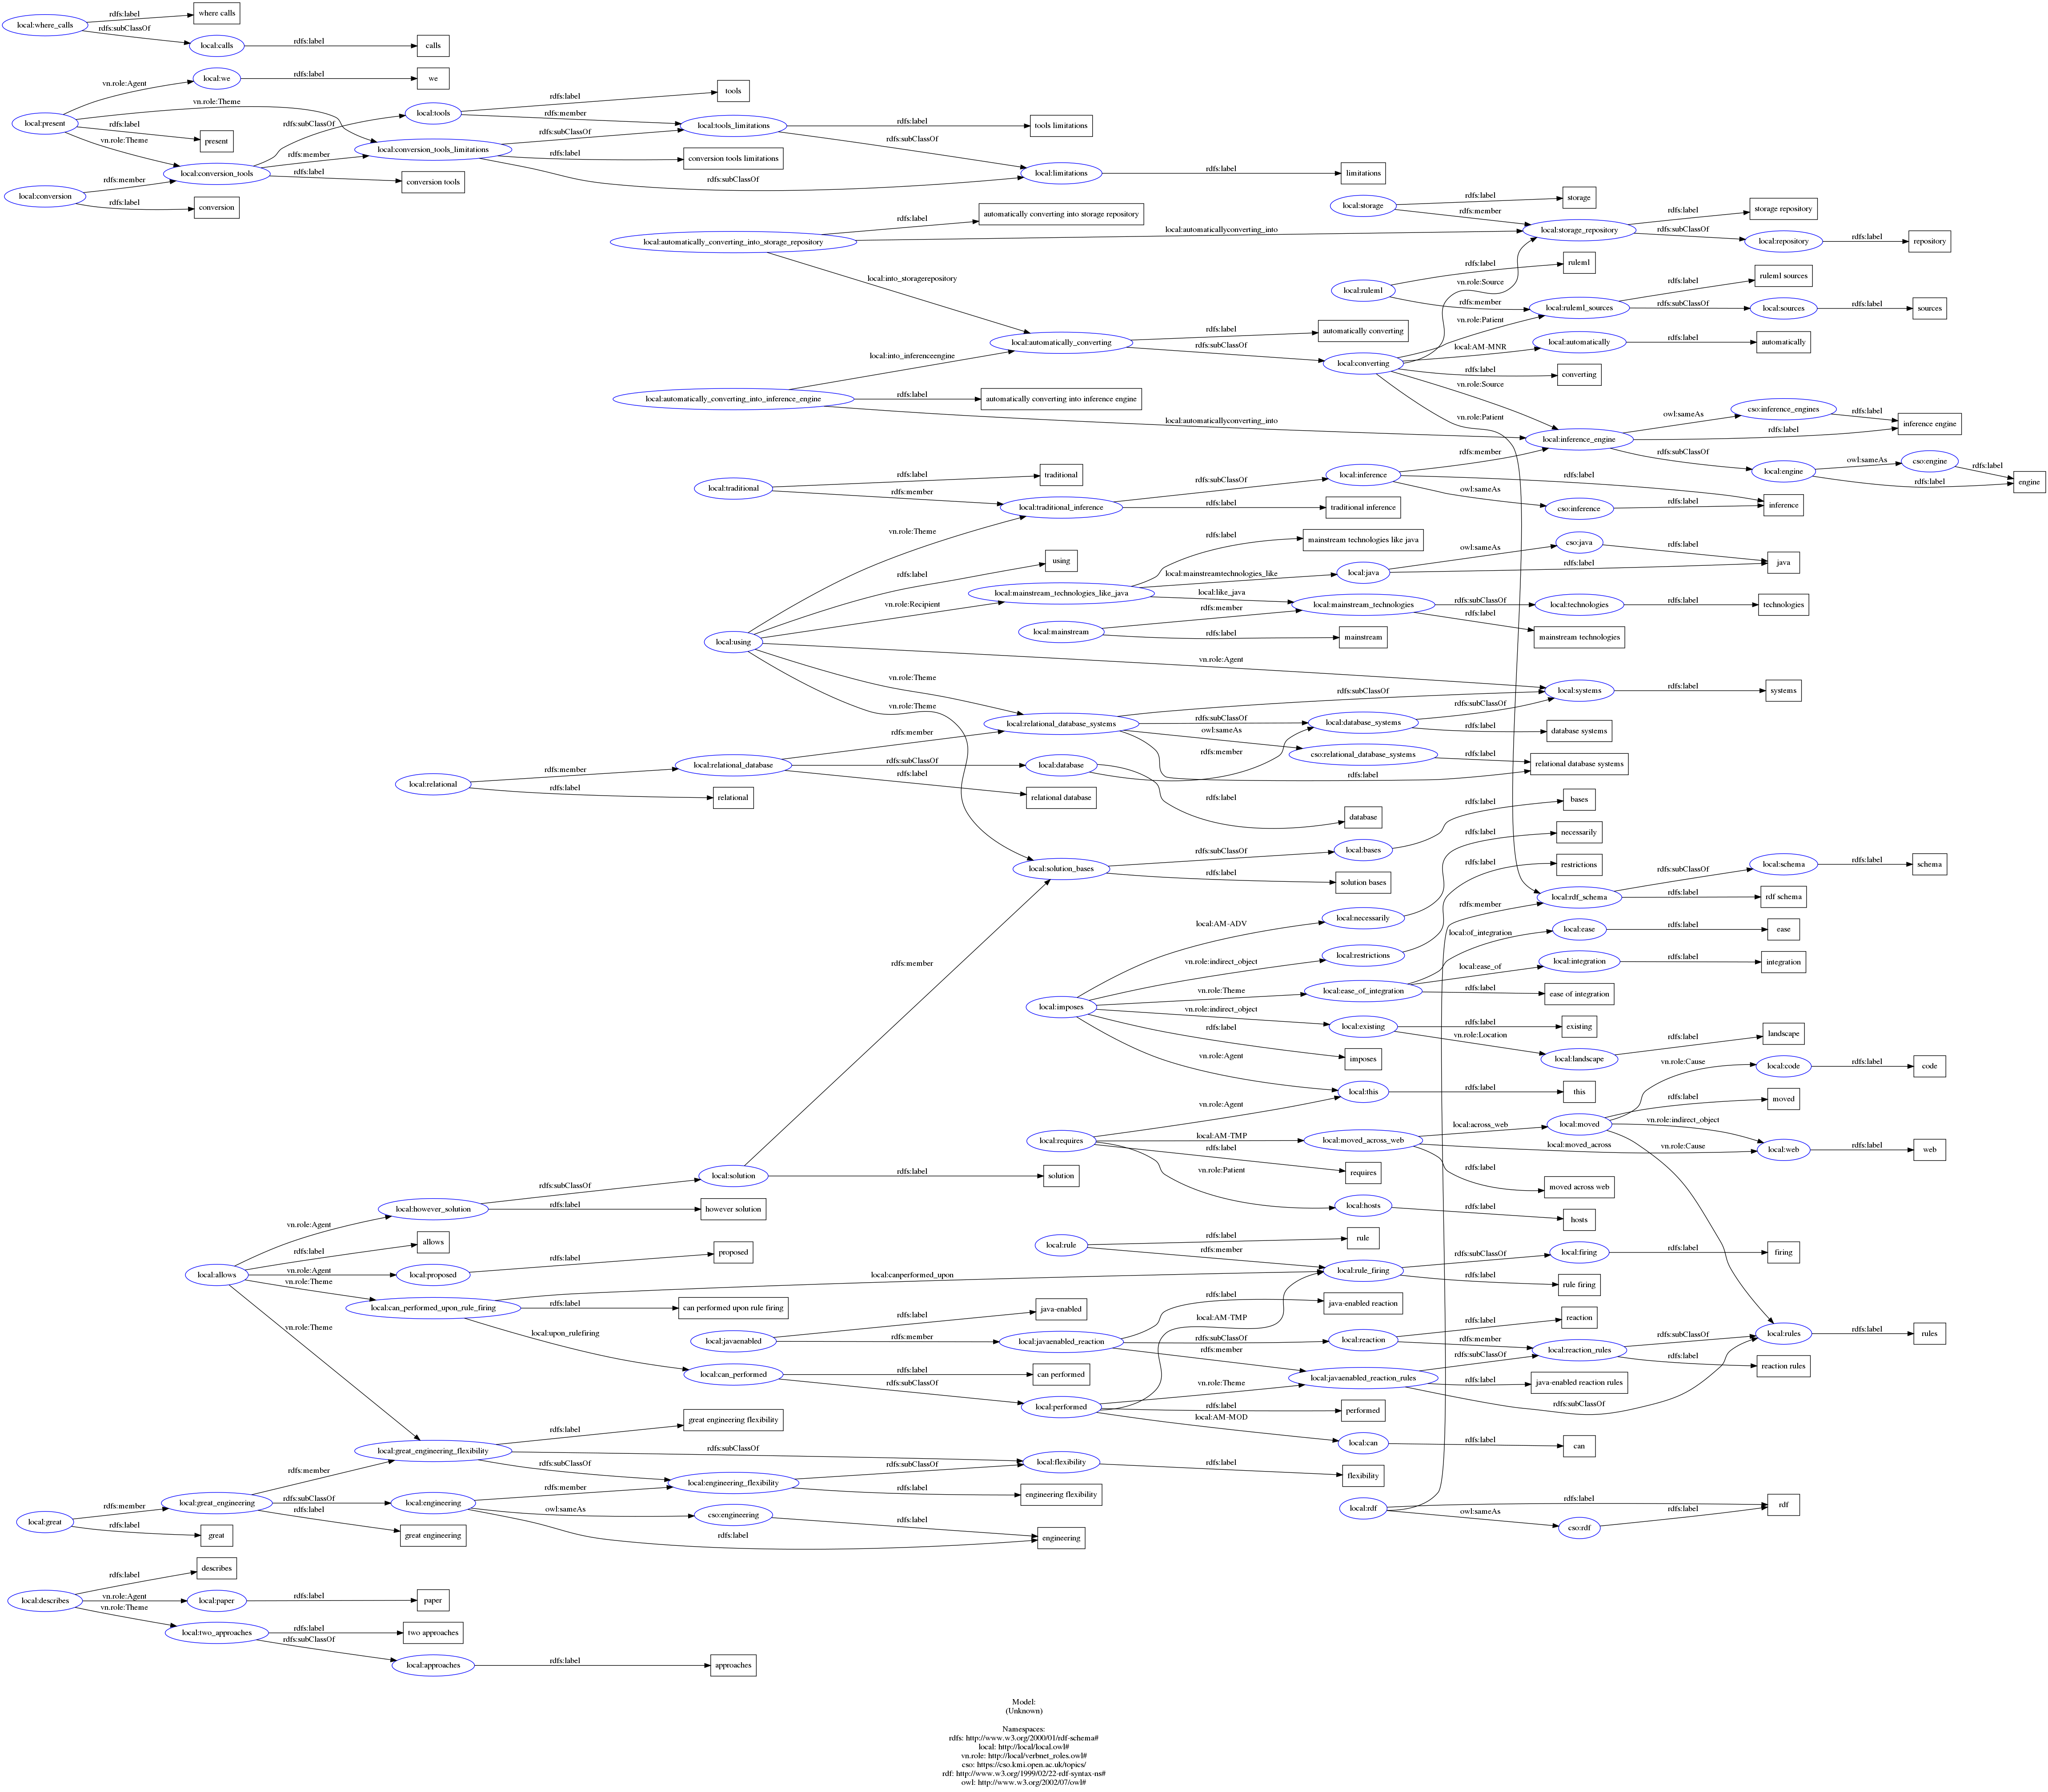 rdfs:label
where calls
local:where_calls
rdfs:subClassOf
local:calls
rdfs:label
calls
local:we
rdfs:label
we
vn.role:Agent
vn.role:Theme
local:present
rdfs:label
present
vn.role:Theme
rdfs:subClassOf
local:tools
rdfs:label
tools
rdfs:member
local:tools_limitations
rdfs:label
tools limitations
rdfs:subClassOf
local:conversion_tools_limitations
rdfs:subClassOf
rdfs:label
conversion tools limitations
rdfs:subClassOf
local:limitations
rdfs:label
limitations
rdfs:member
local:conversion_tools
rdfs:label
conversion tools
rdfs:member
local:conversion
rdfs:label
conversion
local:storage
rdfs:label
storage
rdfs:member
rdfs:label
automatically converting into storage repository
local:automatically_converting_into_storage_repository
local:automaticallyconverting_into
local:storage_repository
rdfs:label
storage repository
rdfs:subClassOf
local:repository
rdfs:label
repository
local:into_storagerepository
rdfs:label
ruleml
vn.role:Source
local:ruleml
rdfs:member
local:ruleml_sources
rdfs:label
ruleml sources
rdfs:subClassOf
local:sources
rdfs:label
sources
vn.role:Patient
local:automatically_converting
rdfs:label
automatically converting
rdfs:subClassOf
local:AM-MNR
local:automatically
rdfs:label
automatically
local:into_inferenceengine
local:converting
rdfs:label
converting
vn.role:Source
local:automatically_converting_into_inference_engine
rdfs:label
automatically converting into inference engine
local:automaticallyconverting_into
vn.role:Patient
local:inference_engine
owl:sameAs
cso:inference_engines
rdfs:label
inference engine
rdfs:label
rdfs:subClassOf
local:engine
owl:sameAs
cso:engine
rdfs:label
engine
rdfs:label
rdfs:member
local:traditional
rdfs:label
traditional
rdfs:member
local:traditional_inference
rdfs:subClassOf
local:inference
rdfs:label
inference
rdfs:label
traditional inference
owl:sameAs
cso:inference
rdfs:label
vn.role:Theme
rdfs:label
mainstream technologies like java
rdfs:label
using
owl:sameAs
cso:java
rdfs:label
java
local:mainstreamtechnologies_like
local:java
rdfs:label
vn.role:Recipient
local:mainstream_technologies_like_java
local:like_java
local:mainstream_technologies
rdfs:subClassOf
local:technologies
rdfs:label
technologies
rdfs:label
mainstream technologies
local:mainstream
rdfs:member
rdfs:label
mainstream
local:using
vn.role:Agent
vn.role:Theme
vn.role:Theme
rdfs:subClassOf
local:systems
rdfs:label
systems
local:relational_database_systems
rdfs:subClassOf
local:database_systems
rdfs:subClassOf
rdfs:label
database systems
owl:sameAs
cso:relational_database_systems
rdfs:label
relational database systems
rdfs:member
rdfs:label
rdfs:member
local:relational_database
rdfs:subClassOf
local:database
rdfs:label
relational database
rdfs:label
database
local:relational
rdfs:member
rdfs:label
relational
local:solution_bases
rdfs:subClassOf
local:bases
rdfs:label
bases
rdfs:label
solution bases
rdfs:label
necessarily
rdfs:label
restrictions
local:rdf_schema
rdfs:subClassOf
local:schema
rdfs:label
schema
rdfs:label
rdf schema
rdfs:member
rdfs:member
local:AM-ADV
local:necessarily
local:of_integration
local:ease
rdfs:label
ease
vn.role:indirect_object
local:restrictions
local:ease_of
local:integration
rdfs:label
integration
local:imposes
vn.role:Theme
local:ease_of_integration
rdfs:label
ease of integration
vn.role:indirect_object
local:existing
rdfs:label
existing
vn.role:Location
local:landscape
rdfs:label
landscape
rdfs:label
imposes
vn.role:Agent
local:this
rdfs:label
this
vn.role:Cause
local:code
rdfs:label
code
rdfs:label
moved
vn.role:Agent
local:requires
local:AM-TMP
local:moved_across_web
local:across_web
local:moved
vn.role:indirect_object
local:moved_across
vn.role:Cause
local:web
rdfs:label
web
rdfs:label
requires
rdfs:label
moved across web
vn.role:Patient
local:hosts
rdfs:label
hosts
local:solution
rdfs:label
solution
rdfs:subClassOf
local:however_solution
rdfs:label
however solution
vn.role:Agent
rdfs:label
allows
local:allows
vn.role:Agent
local:proposed
rdfs:label
proposed
vn.role:Theme
local:can_performed_upon_rule_firing
local:canperformed_upon
rdfs:label
can performed upon rule firing
local:upon_rulefiring
local:rule
rdfs:label
rule
rdfs:member
local:rule_firing
rdfs:subClassOf
local:firing
rdfs:label
firing
rdfs:label
rule firing
vn.role:Theme
local:javaenabled
rdfs:label
java-enabled
rdfs:member
local:javaenabled_reaction
rdfs:label
java-enabled reaction
local:AM-TMP
rdfs:subClassOf
local:reaction
rdfs:label
reaction
rdfs:member
local:reaction_rules
rdfs:subClassOf
local:rules
rdfs:label
rules
rdfs:label
reaction rules
rdfs:member
local:javaenabled_reaction_rules
rdfs:subClassOf
rdfs:label
java-enabled reaction rules
rdfs:subClassOf
local:can_performed
rdfs:label
can performed
rdfs:subClassOf
local:performed
vn.role:Theme
rdfs:label
performed
local:AM-MOD
local:can
rdfs:label
can
rdfs:label
great engineering flexibility
local:great_engineering_flexibility
rdfs:subClassOf
local:flexibility
rdfs:label
flexibility
rdfs:subClassOf
local:engineering_flexibility
rdfs:subClassOf
rdfs:label
engineering flexibility
rdfs:member
local:great_engineering
rdfs:subClassOf
local:engineering
rdfs:member
owl:sameAs
cso:engineering
rdfs:label
engineering
rdfs:label
rdfs:label
great engineering
local:great
rdfs:member
rdfs:label
great
local:rdf
rdfs:label
rdf
owl:sameAs
cso:rdf
rdfs:label
rdfs:label
describes
local:describes
vn.role:Agent
local:paper
rdfs:label
paper
vn.role:Theme
local:two_approaches
rdfs:label
two approaches
rdfs:subClassOf
local:approaches
rdfs:label
approaches
Model:
(Unknown)
Namespaces:
rdfs: http://www.w3.org/2000/01/rdf-schema#
local: http://local/local.owl#
vn.role: http://local/verbnet_roles.owl#
cso: https://cso.kmi.open.ac.uk/topics/
rdf: http://www.w3.org/1999/02/22-rdf-syntax-ns#
owl: http://www.w3.org/2002/07/owl#